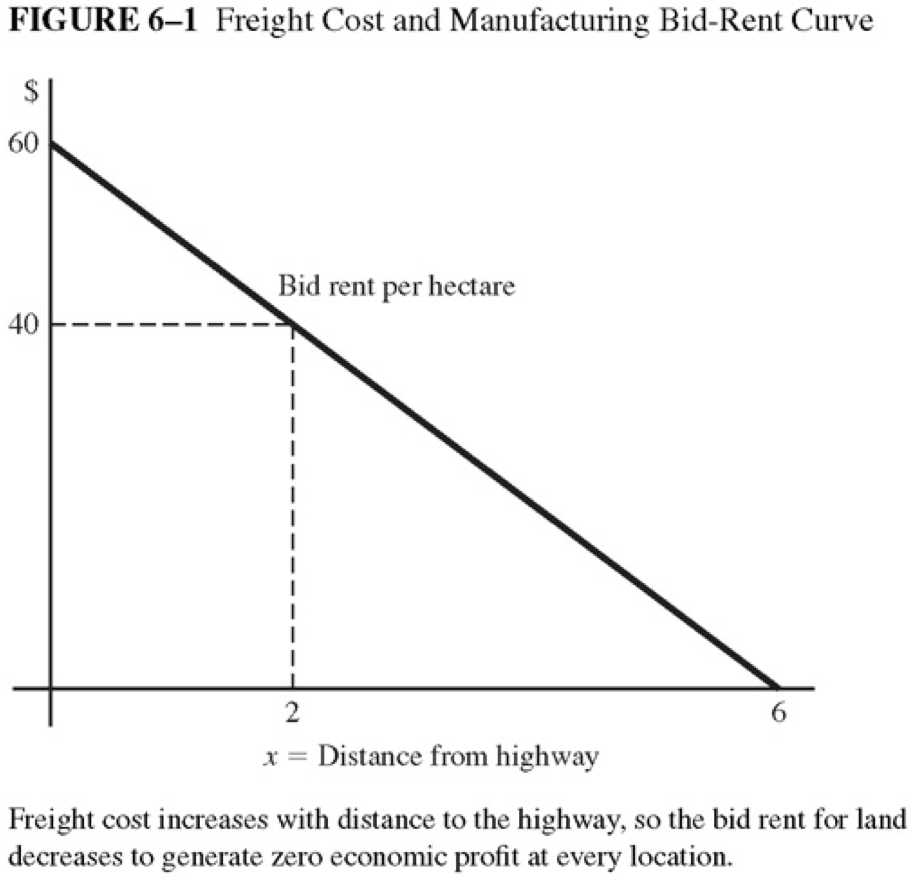 FIGURE 6–1 Freight Cost and Manufacturing Bid-Rent Curve
$
60
Bid rent per hectare
40
2
6
x = Distance from highway
Freight cost increases with distance to the highway, so the bid rent for land
decreases to generate zero economic profit at every location.